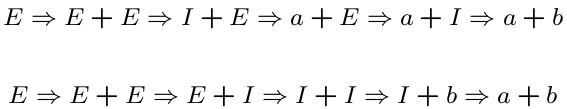 E ⇒ E + E ⇒ I + E ⇒ a + E ⇒ a + I ⇒ a + b
E ⇒ E + E ⇒ E + I ⇒ I + I ⇒ I + b ⇒ a + b